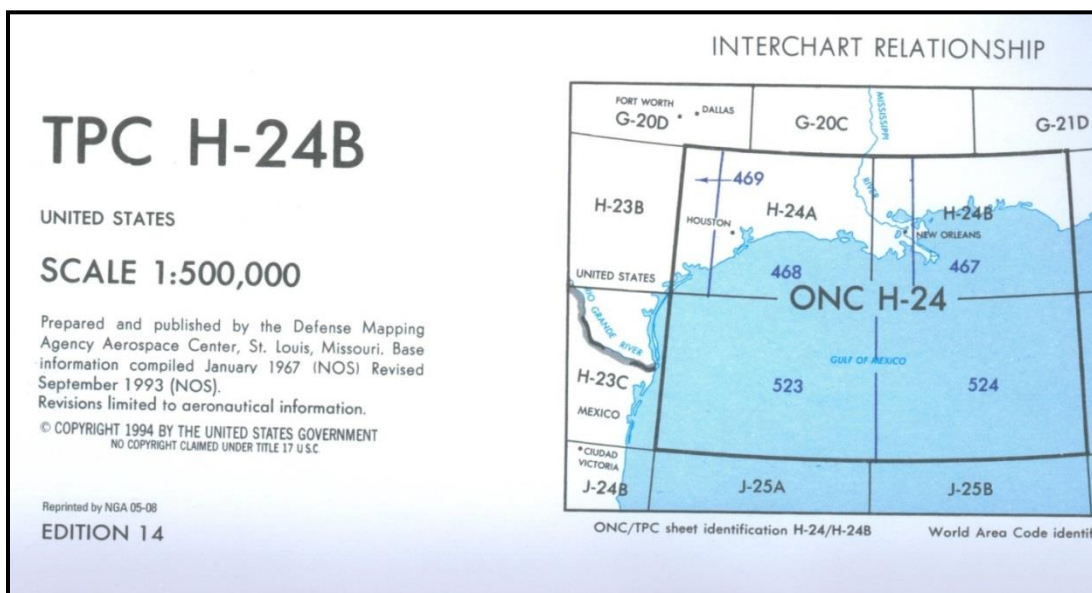 TPC H-24B
UNITED STATES
SCALE 1:500,000
Prepared and published by the Defense Mapping
Agency Aerospace Center, St. Louis, Missouri. Base
information compiled January 1967 (NOS) Revised
September 1993 (NOS).
Revisions limited to aeronautical information.
© COPYRIGHT 1994 BY THE UNITED STATES GOVERNMENT
NO COPYRIGHT CLAIMED UNDER TITLE 17 U S C
Reprinted by NGA 05-08
EDITION 14
INTERCHART RELATIONSHIP
FORT WORTH
DALLAS
G-20D
G-20C
MISSISSIPPI
RIVER
G-21D
469
H-23B
HOUSTON
H-24A
H-24B
NEW ORLEANS
UNITED STATES
468
467
ONC H-24
GRANDE RIVER
GULF OF MEXICO
H-23C
523
524
MEXICO
CIUDAD
VICTORIA
J-24B
J-25A
J-25B
ONC/TPC sheet identification H-24/H-24B
World Area Code